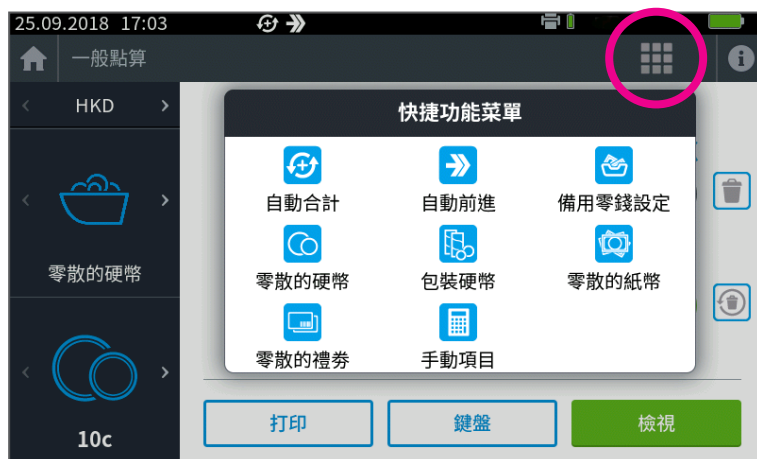 25.09.2018 17:03
一般點算
HKD
快捷功能菜單
自動合計 自動前進 備用零錢設定
零散的硬幣 包裝硬幣 零散的紙幣
零散的禮券 手動項目
零散的硬幣
10c
打印 鍵盤 檢視